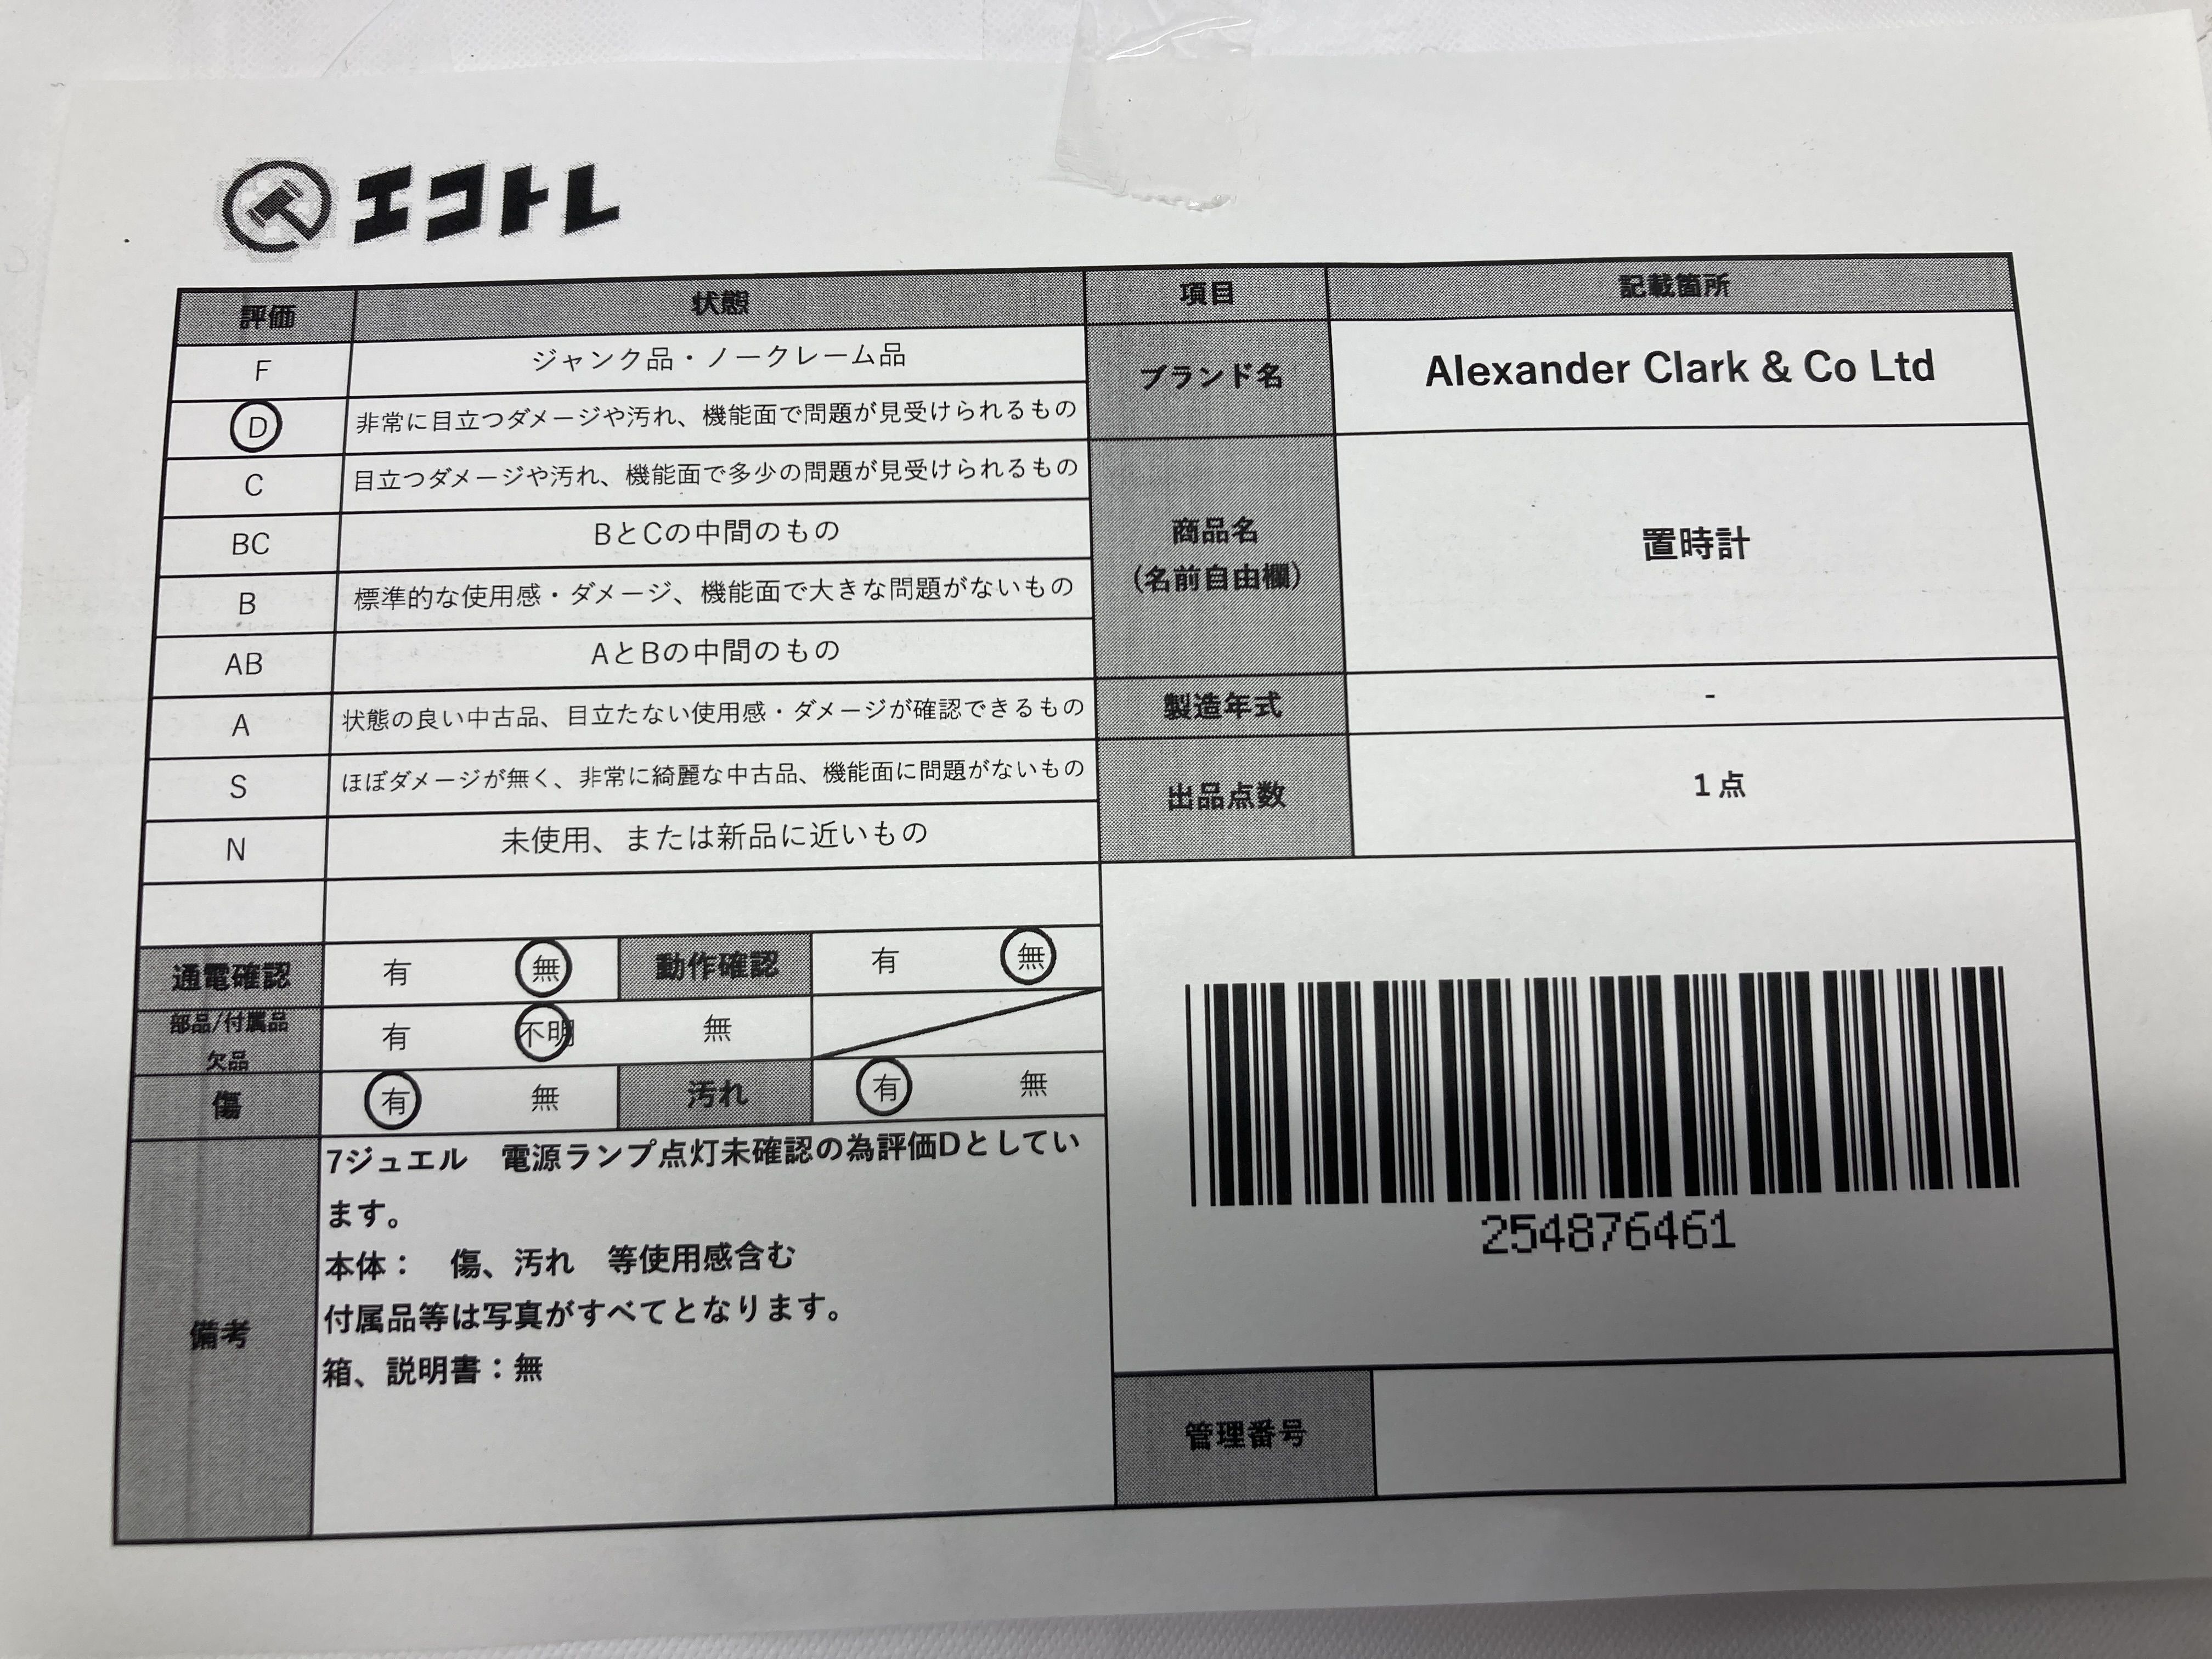 エコトレ
評価 状態 項目 記載箇所
F ジャンク品・ノークレーム品
D 非常に目立つダメージや汚れ、機能面で問題が見受けられるもの
C 目立つダメージや汚れ、機能面で多少の問題が見受けられるもの
BC BとCの中間のもの
B 標準的な使用感・ダメージ、機能面で大きな問題がないもの
AB AとBの中間のもの
A 状態の良い中古品、目立たない使用感・ダメージが確認できるもの
S ほぼダメージが無く、非常に綺麗な中古品、機能面に問題がないもの
N 未使用、または新品に近いもの
ブランド名 Alexander Clark & Co Ltd
商品名
(名前自由欄)
置時計
製造年式 -
出品点数 1点
通電確認 有 無 動作確認 有 無
部品/付属品
欠品
有 不明 無
傷 有 無 汚れ 有 無
備考
7ジュエル 電源ランプ点灯未確認の為評価Dとしてい
ます。
本体： 傷、汚れ 等使用感含む
付属品等は写真がすべてとなります。
箱、説明書：無
254876461
管理番号